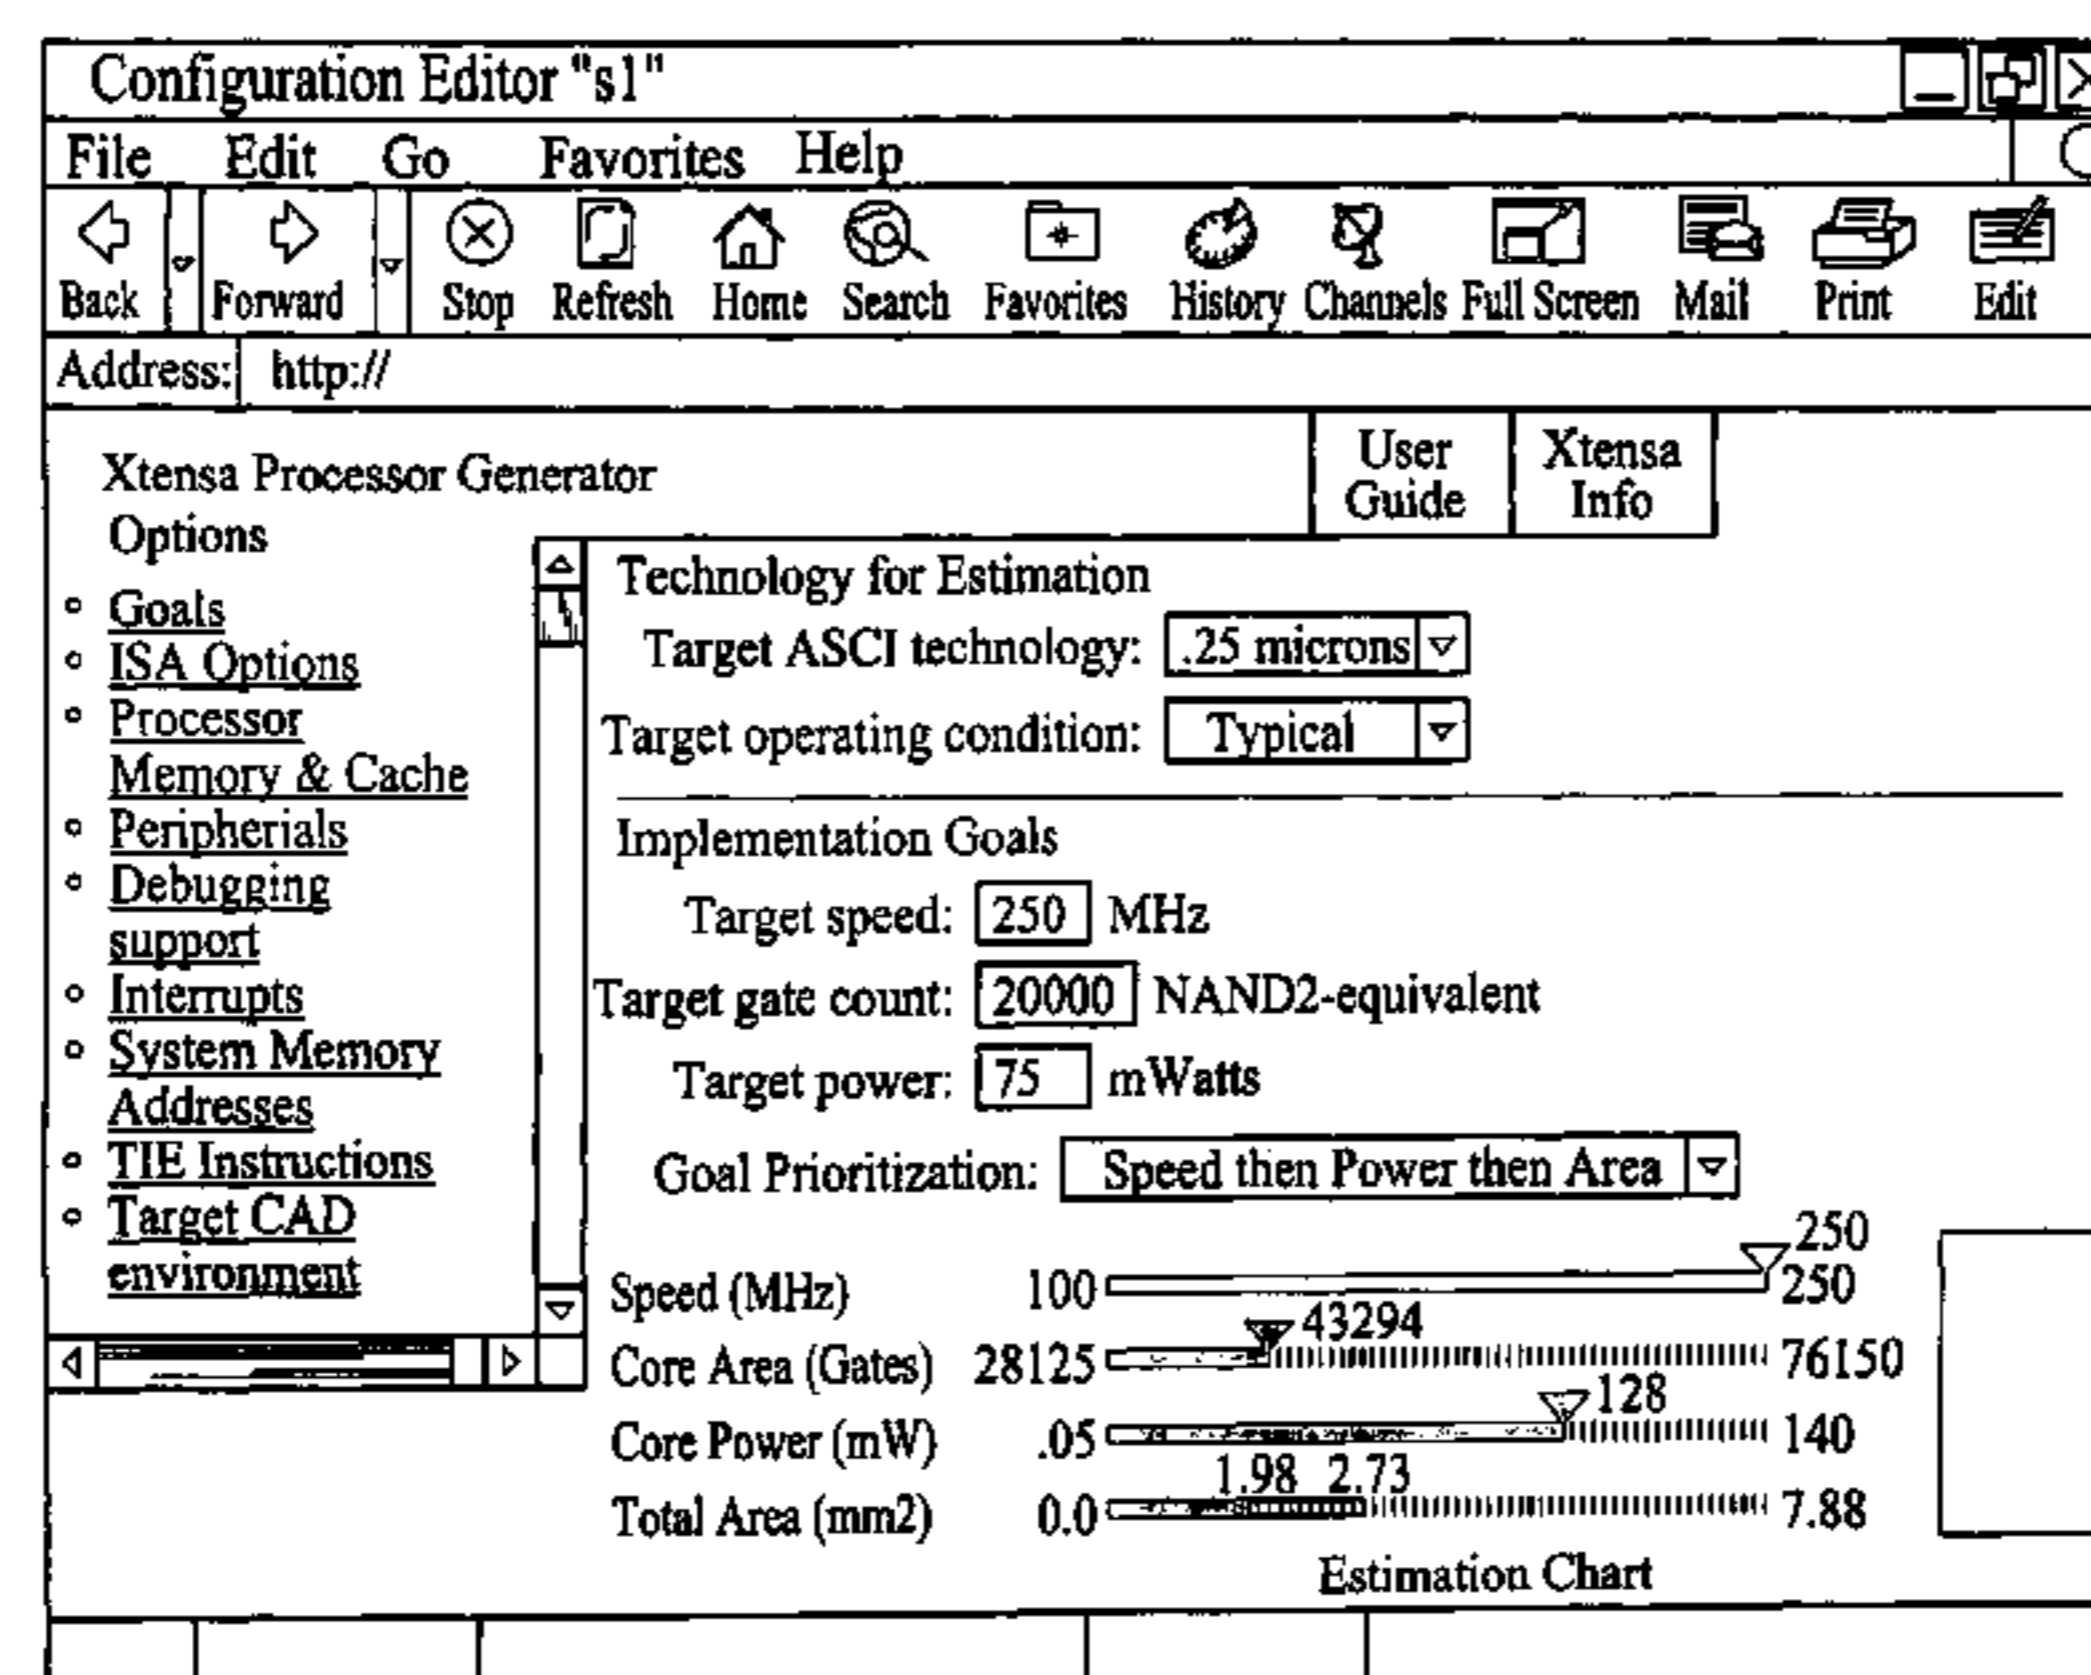 Configuration Editor "s1"
File Edit Go Favorites Help
Back Forward Stop Refresh Home Search Favorites History Channels Full Screen Mail Print Edit
Address: http://
Xtensa Processor Generator
User Guide
Xtensa Info
Options
Goals
ISA Options
Processor
Memory & Cache
Peripherials
Debugging
support
Interrupts
System Memory
Addresses
TIE Instructions
Target CAD
environment
Technology for Estimation
Target ASCI technology: .25 microns
Target operating condition: Typical
Implementation Goals
Target speed: 250 MHz
Target gate count: 20000 NAND2-equivalent
Target power: 75 mWatts
Goal Prioritization: Speed then Power then Area
250
Speed (MHz) 100 250
43294
Core Area (Gates) 28125 76150
128
Core Power (mW) .05 140
1.98 2.73
Total Area (mm2) 0.0 7.88
Estimation Chart